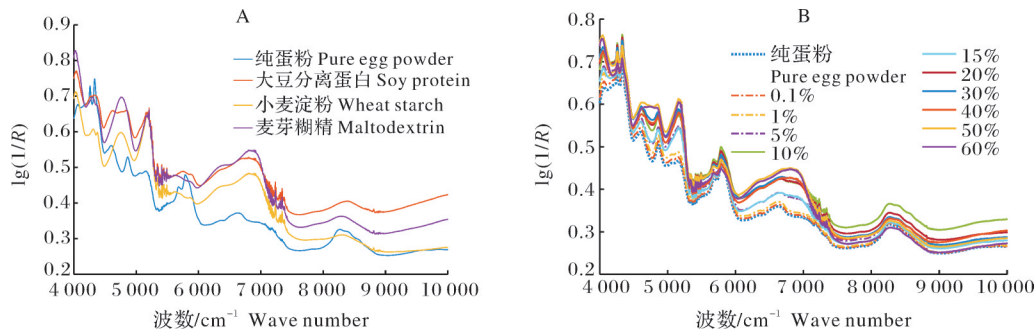 A
lg(1/R)
0.9
0.8
0.7
0.6
0.5
0.4
0.3
0.2
纯蛋粉 Pure egg powder
大豆分离蛋白 Soy protein
小麦淀粉 Wheat starch
麦芽糊精 Maltodextrin
4 000 5 000 6 000 7 000 8 000 9 000 10 000
波数/cm⁻¹ Wave number
B
lg(1/R)
0.8
0.7
0.6
0.5
0.4
0.3
0.2
纯蛋粉
Pure egg powder
0.1%
1%
5%
10%
15%
20%
30%
40%
50%
60%
4 000 5 000 6 000 7 000 8 000 9 000 10 000
波数/cm⁻¹ Wave number